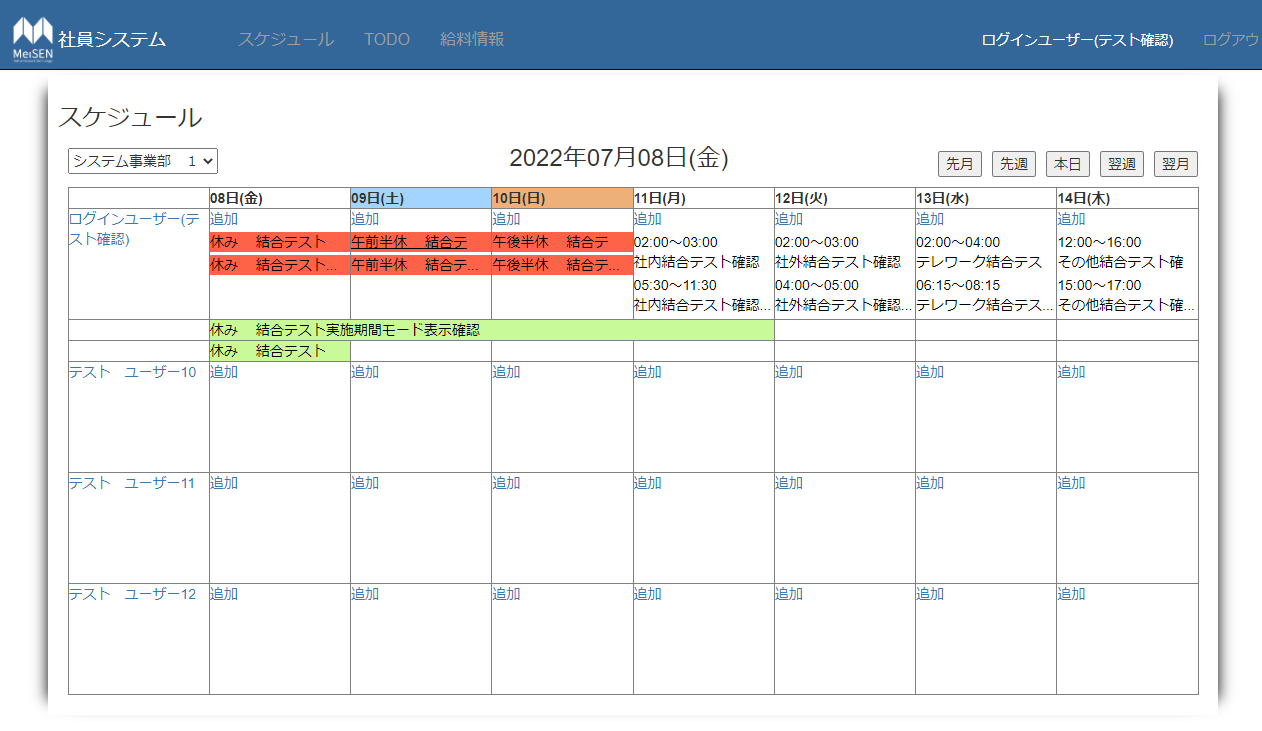 MeiSEN 社員システム スケジュール TODO 給料情報 ログインユーザー(テスト確認) ログアウ
スケジュール
システム事業部 1 2022年07月08日(金) 先月 先週 本日 翌週 翌月
08日(金) 09日(土) 10日(日) 11日(月) 12日(火) 13日(水) 14日(木)
ログインユーザー(テ 追加 追加 追加 追加 追加 追加 追加
スト確認) 休み 結合テスト 午前半休 結合テ 午後半休 結合テ 02:00～03:00 02:00～03:00 02:00～04:00 12:00～16:00
社内結合テスト確認 社外結合テスト確認 テレワーク結合テス その他結合テスト確
休み 結合テスト... 午前半休 結合テ... 午後半休 結合テ... 05:30～11:30 04:00～05:00 06:15～08:15 15:00～17:00
社内結合テスト確認... 社外結合テスト確認... テレワーク結合テス... その他結合テスト確...
休み 結合テスト実施期間モード表示確認
休み 結合テスト
テスト ユーザー10 追加 追加 追加 追加 追加 追加 追加
テスト ユーザー11 追加 追加 追加 追加 追加 追加 追加
テスト ユーザー12 追加 追加 追加 追加 追加 追加 追加